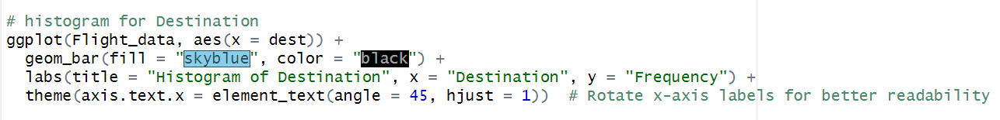 # histogram for Destination
ggplot(Flight_data, aes(x = dest)) +
  geom_bar(fill = "skyblue", color = "black") +
  labs(title = "Histogram of Destination", x = "Destination", y = "Frequency") +
  theme(axis.text.x = element_text(angle = 45, hjust = 1))  # Rotate x-axis labels for better readability